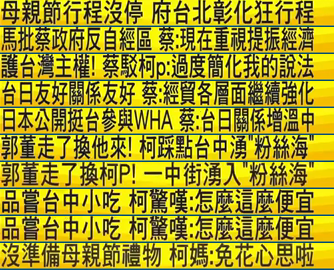 母親節行程沒停 府台北彰化狂行程
馬批蔡政府反自經區 蔡:現在重視提振經濟
護台灣主權! 蔡駁柯p:過度簡化我的說法
台日友好關係友好 蔡:經貿各層面繼續強化
日本公開挺台參與WHA 蔡:台日關係增溫中
郭董走了換他來! 柯踩點台中湧"粉絲海"
郭董走了換柯P! 一中街湧入"粉絲海"
品嘗台中小吃 柯驚嘆:怎麼這麼便宜
品嘗台中小吃 柯驚嘆:怎麼這麼便宜
沒準備母親節禮物 柯媽:免花心思啦